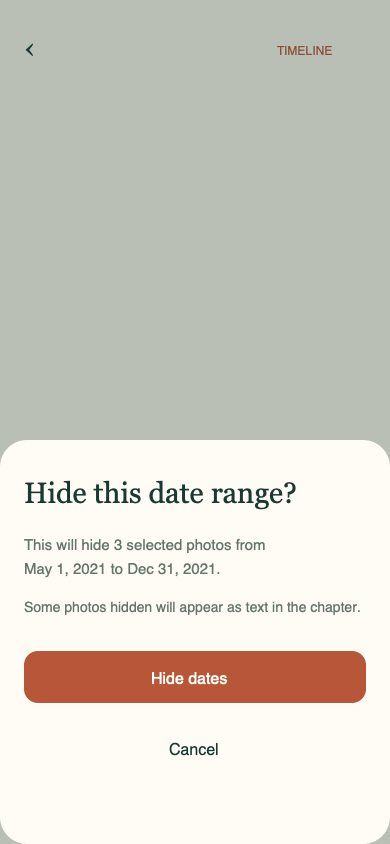 TIMELINE
Hide this date range?
This will hide 3 selected photos from
May 1, 2021 to Dec 31, 2021.
Some photos hidden will appear as text in the chapter.
Hide dates
Cancel